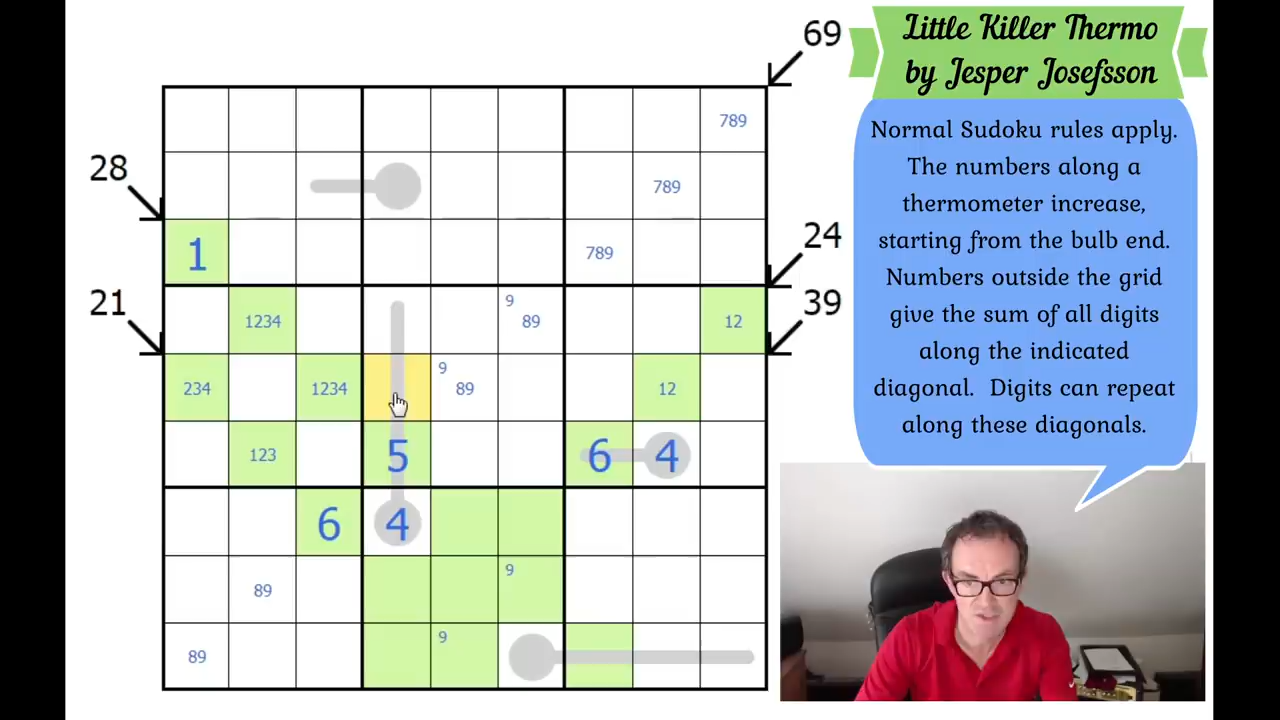 Little Killer Thermo
by Jesper Josefsson
Normal Sudoku rules apply.
The numbers along a
thermometer increase,
starting from the bulb end.
Numbers outside the grid
give the sum of all digits
along the indicated
diagonal. Digits can repeat
along these diagonals.
69
789
28
789
1
789
24
21
1234
9
89
12
39
234
1234
9
89
12
123
5
6
4
6
4
89
9
89
9